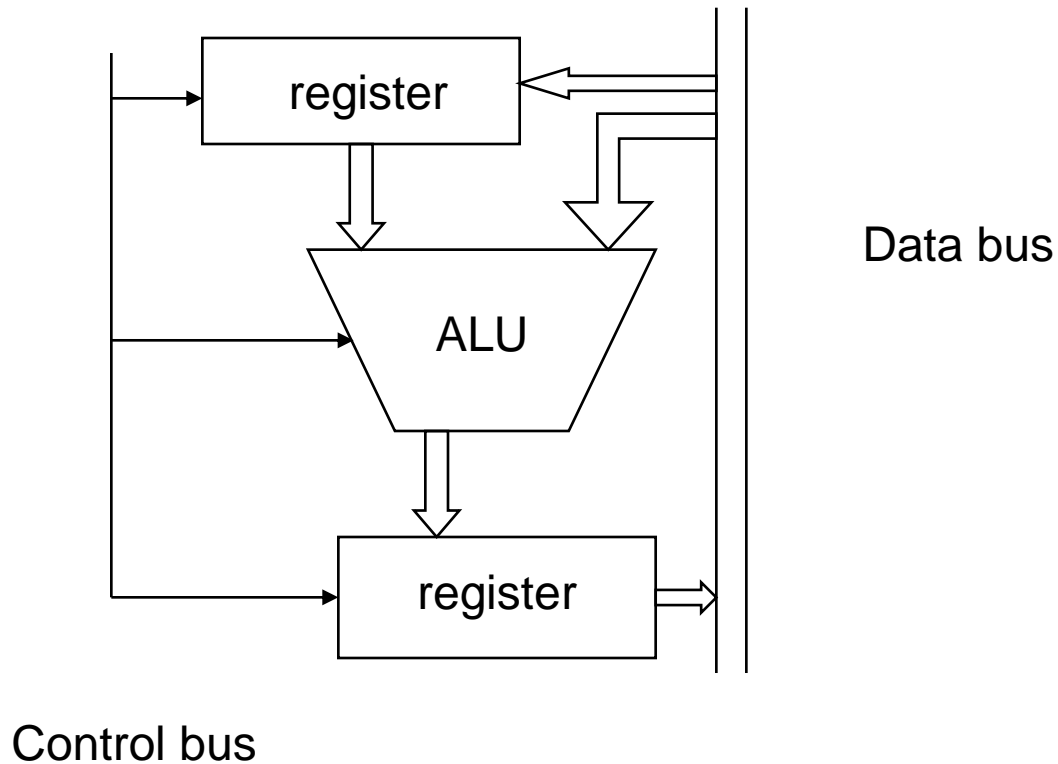 register
Data bus
ALU
register
Control bus